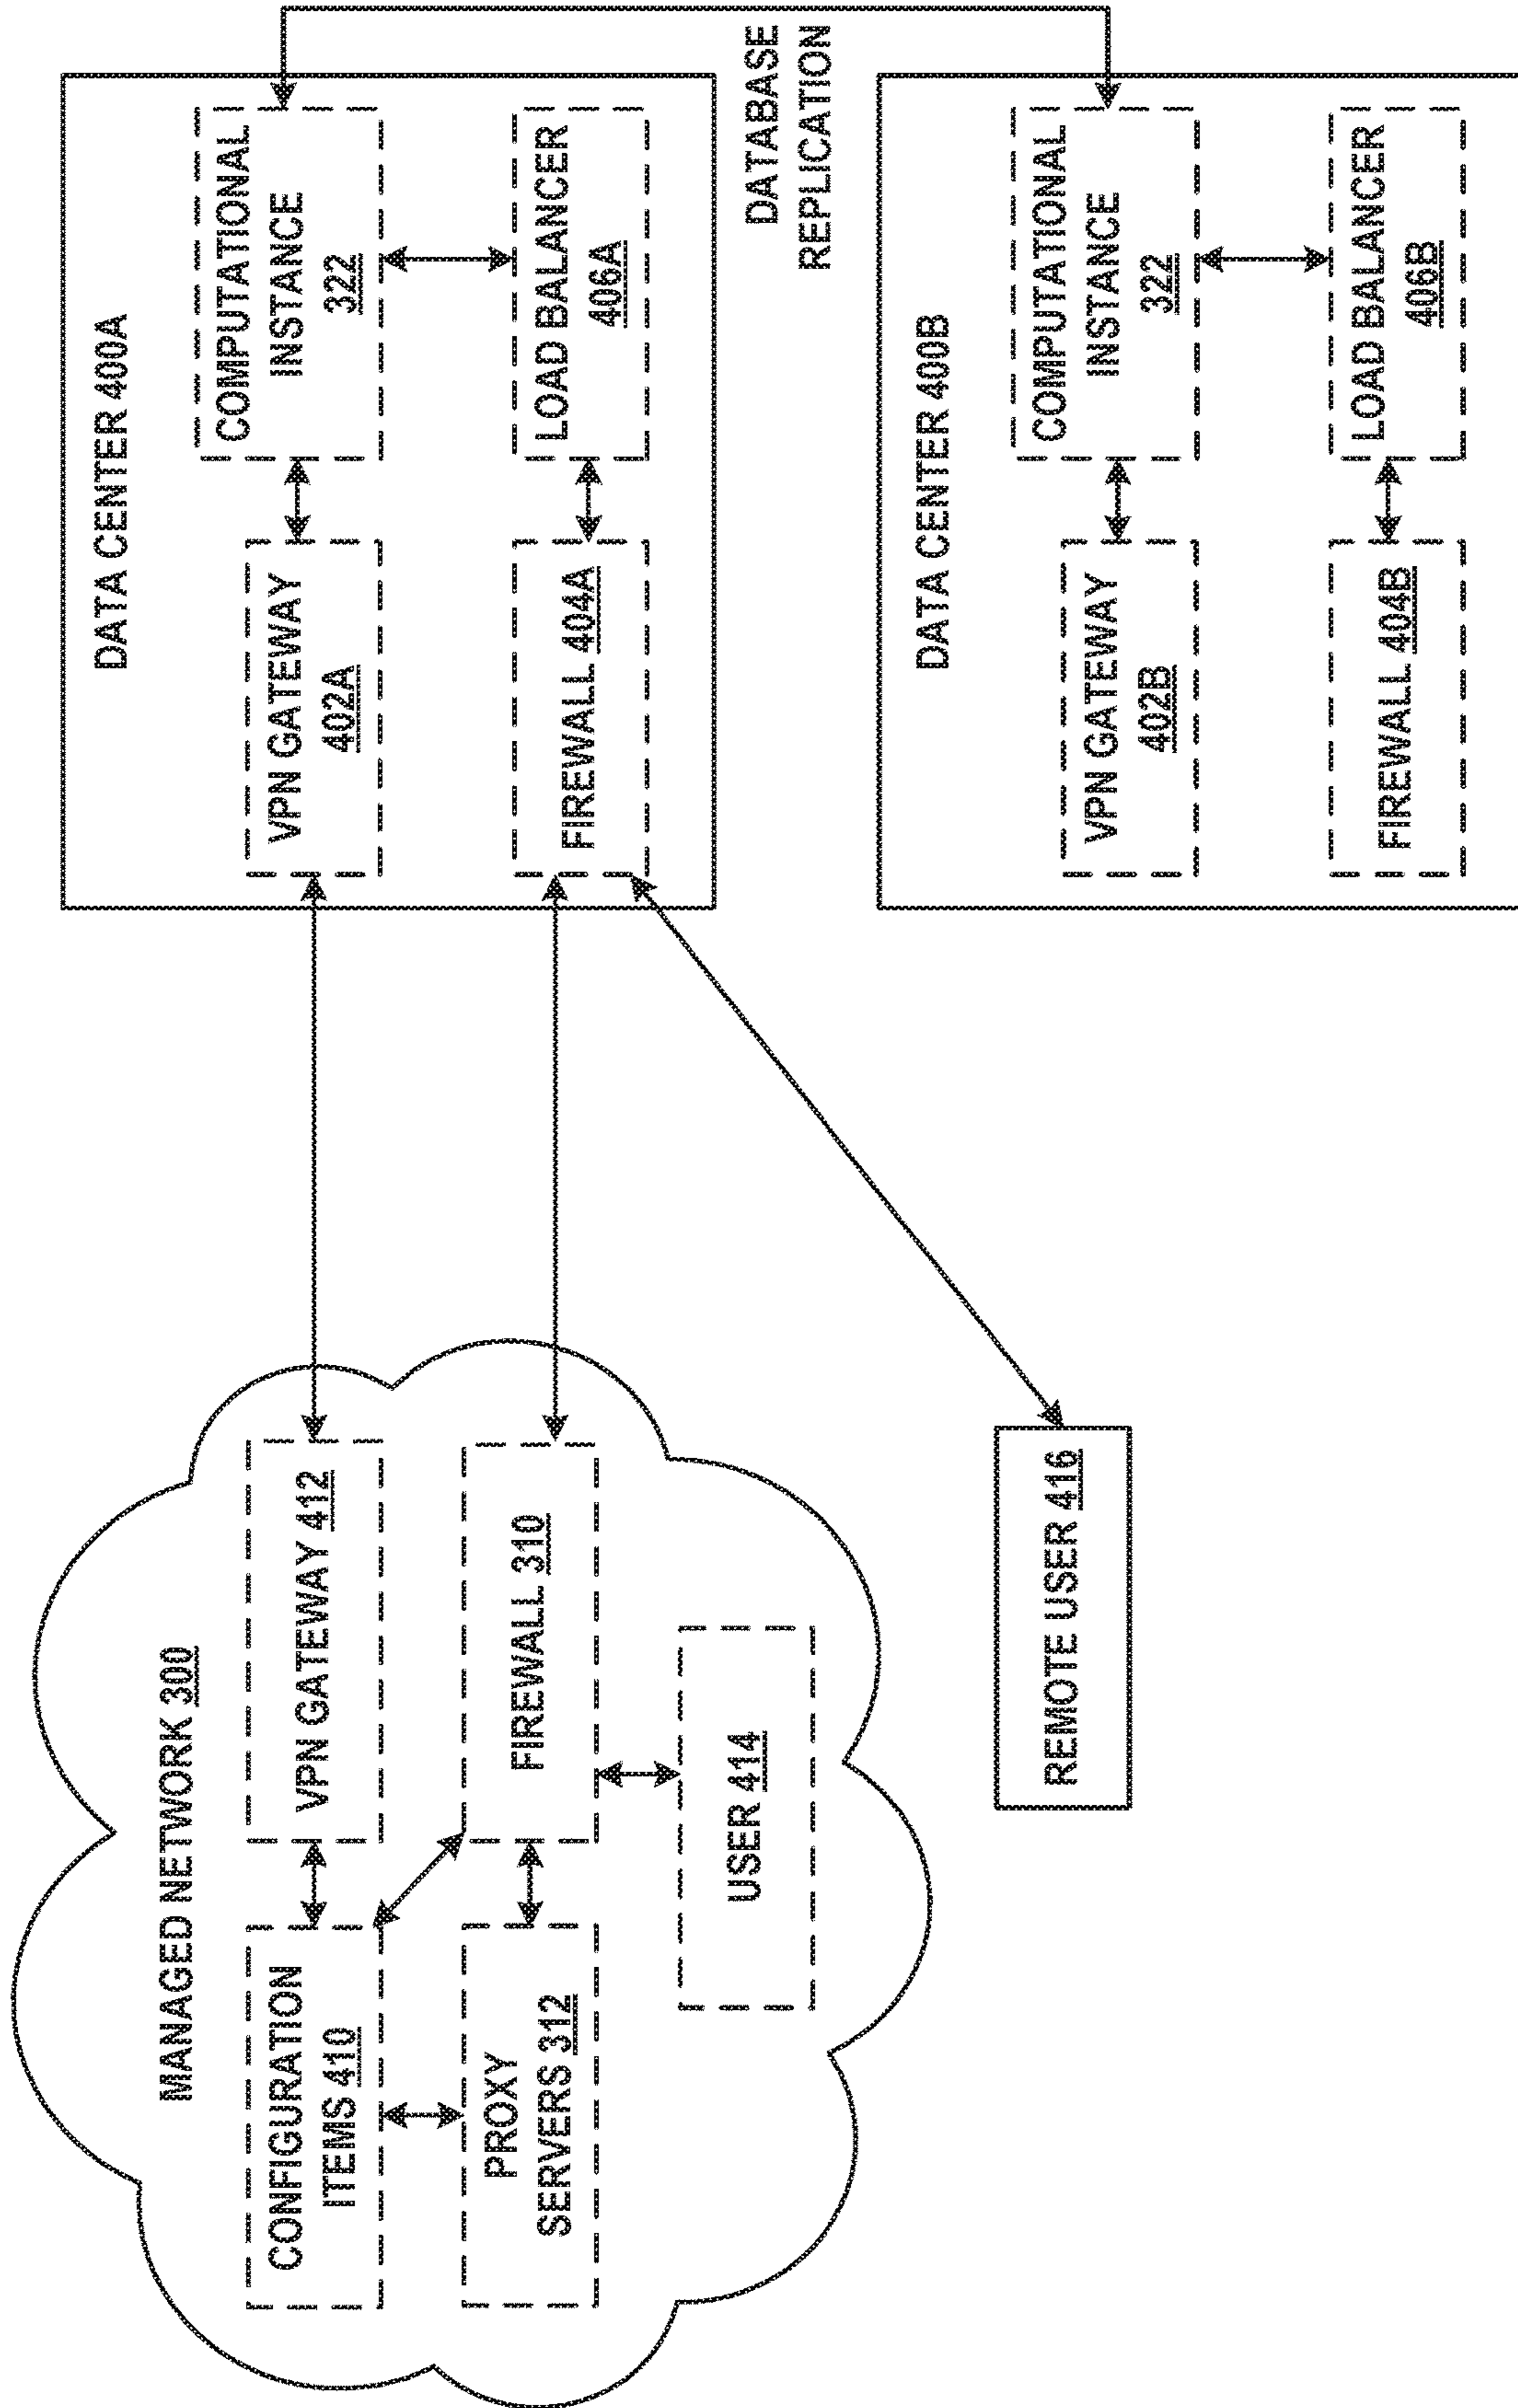 MANAGED NETWORK 300
CONFIGURATION
ITEMS 410
VPN GATEWAY 412
PROXY
SERVERS 312
FIREWALL 310
USER 414
REMOTE USER 416
DATA CENTER 400A
VPN GATEWAY
402A
COMPUTATIONAL
INSTANCE
322
FIREWALL 404A
LOAD BALANCER
406A
DATABASE
REPLICATION
DATA CENTER 400B
VPN GATEWAY
402B
COMPUTATIONAL
INSTANCE
322
FIREWALL 404B
LOAD BALANCER
406B